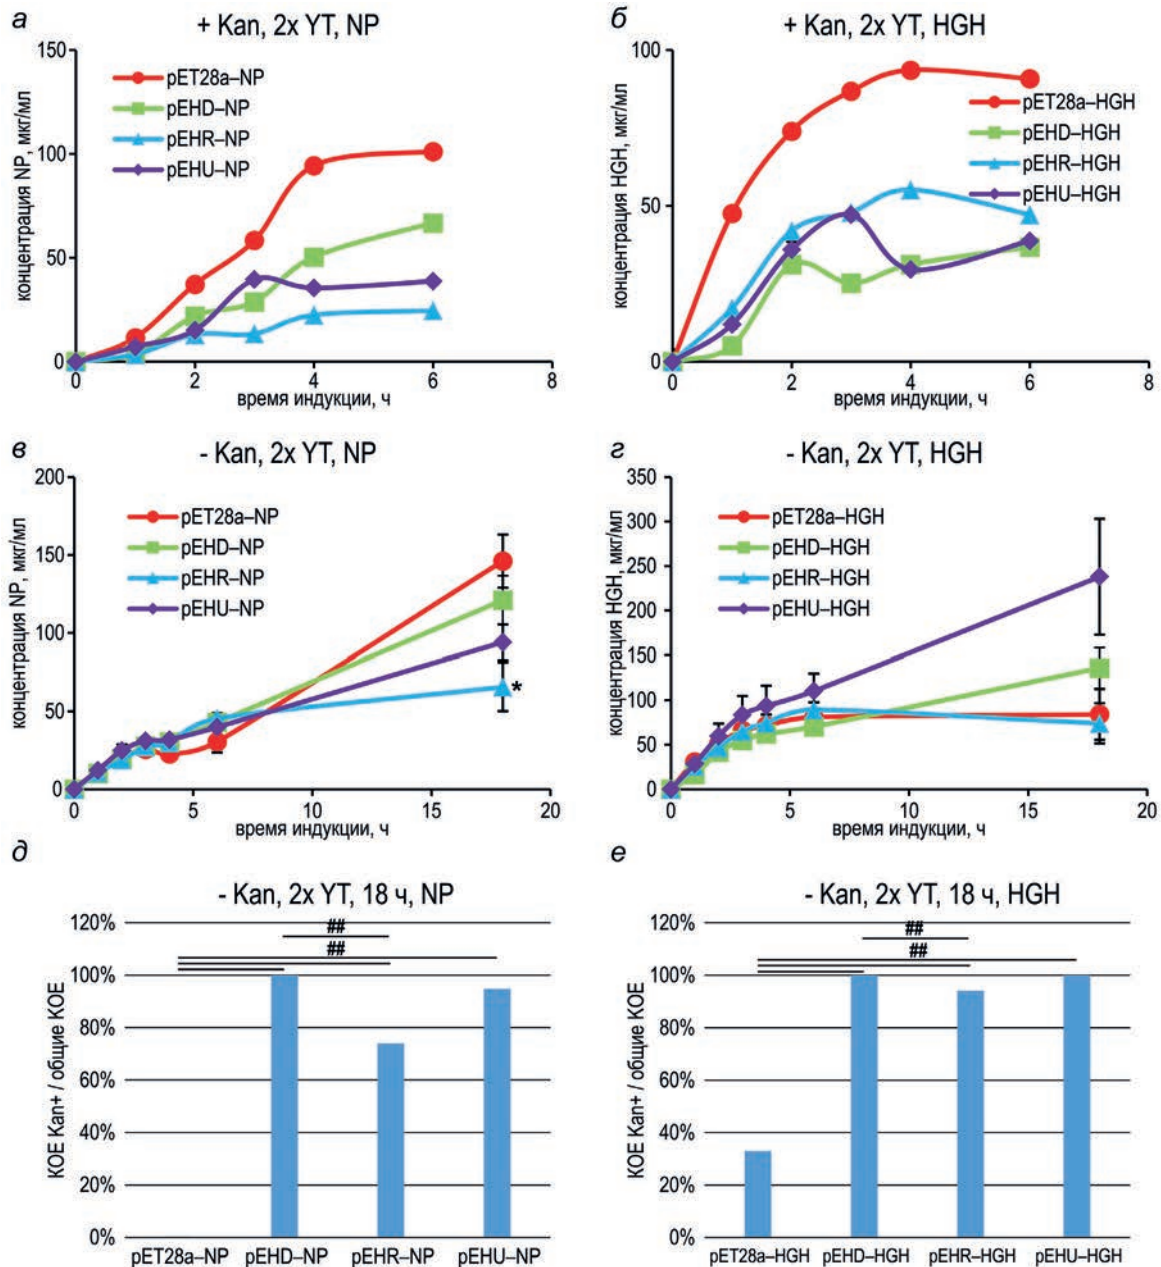 а
+ Kan, 2x YT, NP
концентрация NP, мкг/мл
150
100
50
0
pET28a–NP
pEHD–NP
pEHR–NP
pEHU–NP
0 2 4 6 8
время индукции, ч
б
+ Kan, 2x YT, HGH
концентрация HGH, мкг/мл
100
50
0
pET28a–HGH
pEHD–HGH
pEHR–HGH
pEHU–HGH
0 2 4 6 8
время индукции, ч
в
- Kan, 2x YT, NP
концентрация NP, мкг/мл
200
150
100
50
0
pET28a–NP
pEHD–NP
pEHR–NP
pEHU–NP
*
0 5 10 15 20
время индукции, ч
г
- Kan, 2x YT, HGH
концентрация HGH, мкг/мл
350
300
250
200
150
100
50
0
pET28a–HGH
pEHD–HGH
pEHR–HGH
pEHU–HGH
0 5 10 15 20
время индукции, ч
д
- Kan, 2x YT, 18 ч, NP
КОЕ Kan+ / общие КОЕ
120%
100%
80%
60%
40%
20%
0%
##
##
pET28a–NP pEHD–NP pEHR–NP pEHU–NP
е
- Kan, 2x YT, 18 ч, HGH
КОЕ Kan+ / общие КОЕ
120%
100%
80%
60%
40%
20%
0%
##
##
pET28a–HGH pEHD–HGH pEHR–HGH pEHU–HGH